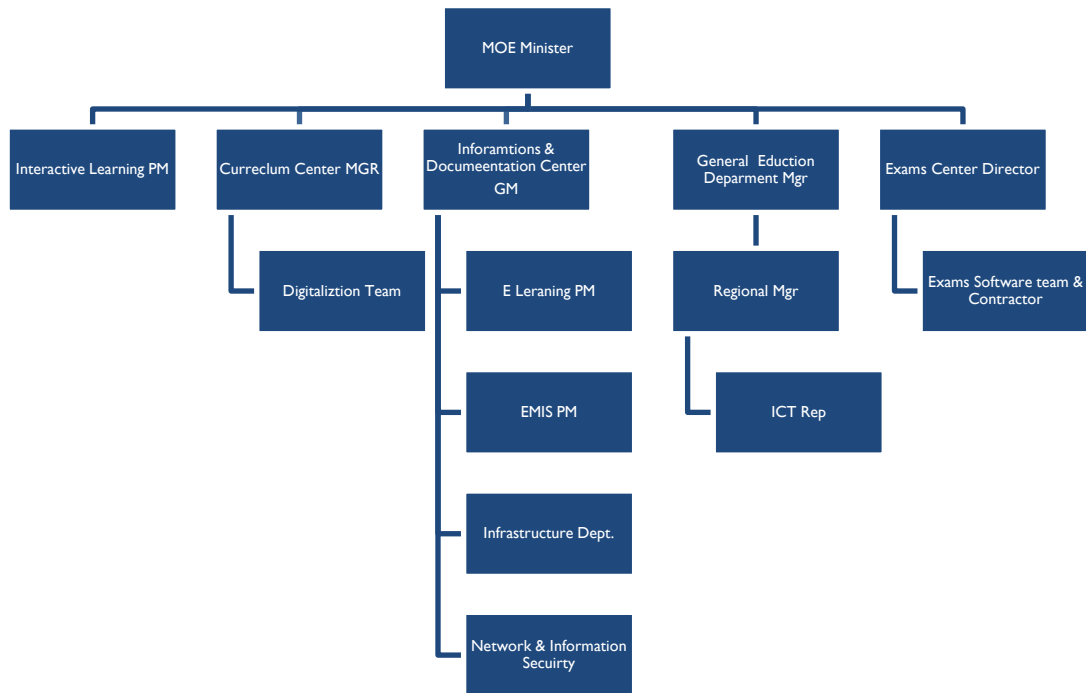 MOE Minister
Interactive Learning PM
Curreclum Center MGR
Inforamtions &
Documeentation Center
GM
General Eduction
Deparment Mgr
Exams Center Director
Digitaliztion Team
E Leraning PM
Regional Mgr
Exams Software team &
Contractor
EMIS PM
ICT Rep
Infrastructure Dept.
Network & Information
Secuirty